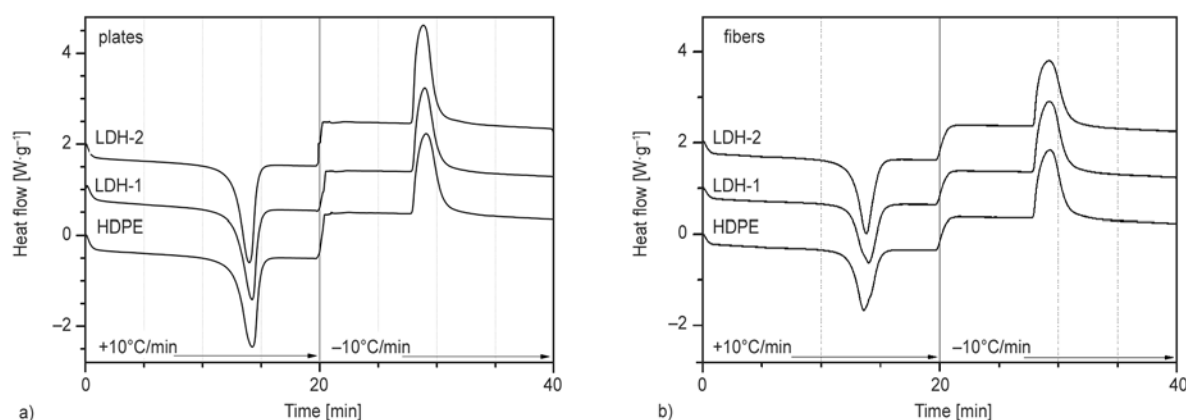 plates
4
LDH-2
2
LDH-1
HDPE
0
–2
+10°C/min
–10°C/min
0
20
40
Time [min]
Heat flow [W·g⁻¹]
a)
fibers
4
LDH-2
2
LDH-1
HDPE
0
–2
+10°C/min
–10°C/min
0
20
40
Time [min]
Heat flow [W·g⁻¹]
b)